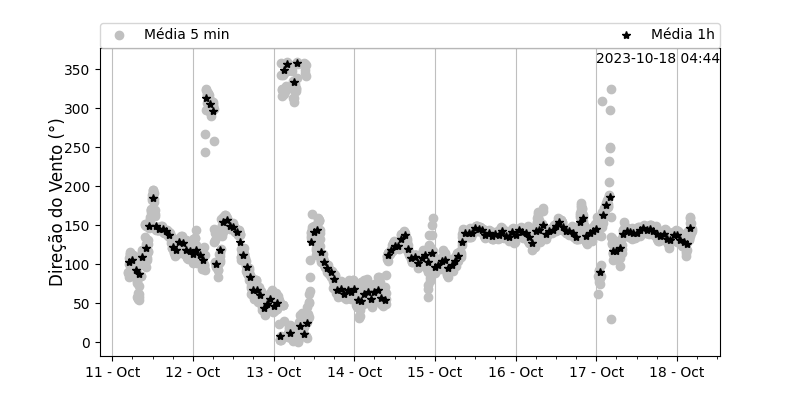 Média 5 min
Média 1h
2023-10-18 04:44
Direção do Vento (°)
350
300
250
200
150
100
50
0
11 - Oct
12 - Oct
13 - Oct
14 - Oct
15 - Oct
16 - Oct
17 - Oct
18 - Oct